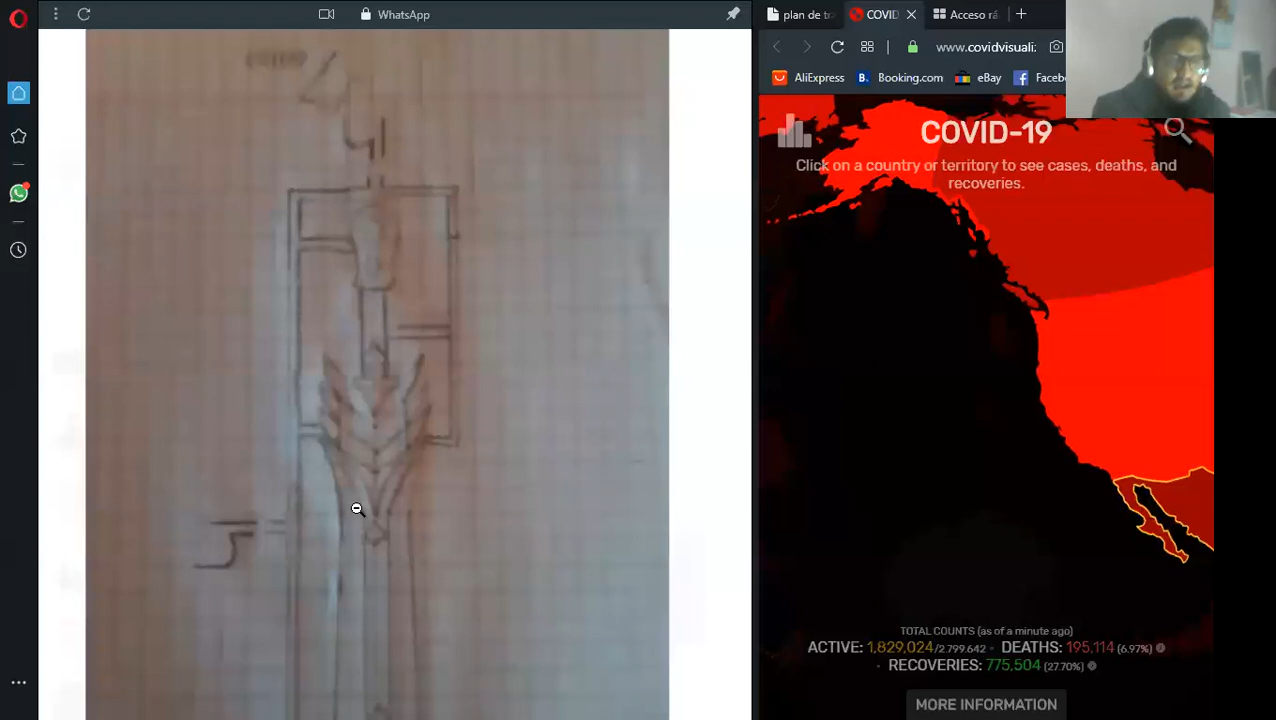 WhatsApp
plan de tr
COVID
Acceso rá
www.covidvisuali
AliExpress
B. Booking.com
eBay
Faceb
COVID-19
Click on a country or territory to see cases, deaths, and
recoveries.
TOTAL COUNTS (as of a minute ago)
ACTIVE: 1,829,024/2.799.642 DEATHS: 195,114 (6.97%)
RECOVERIES: 775,504 (27.70%)
MORE INFORMATION